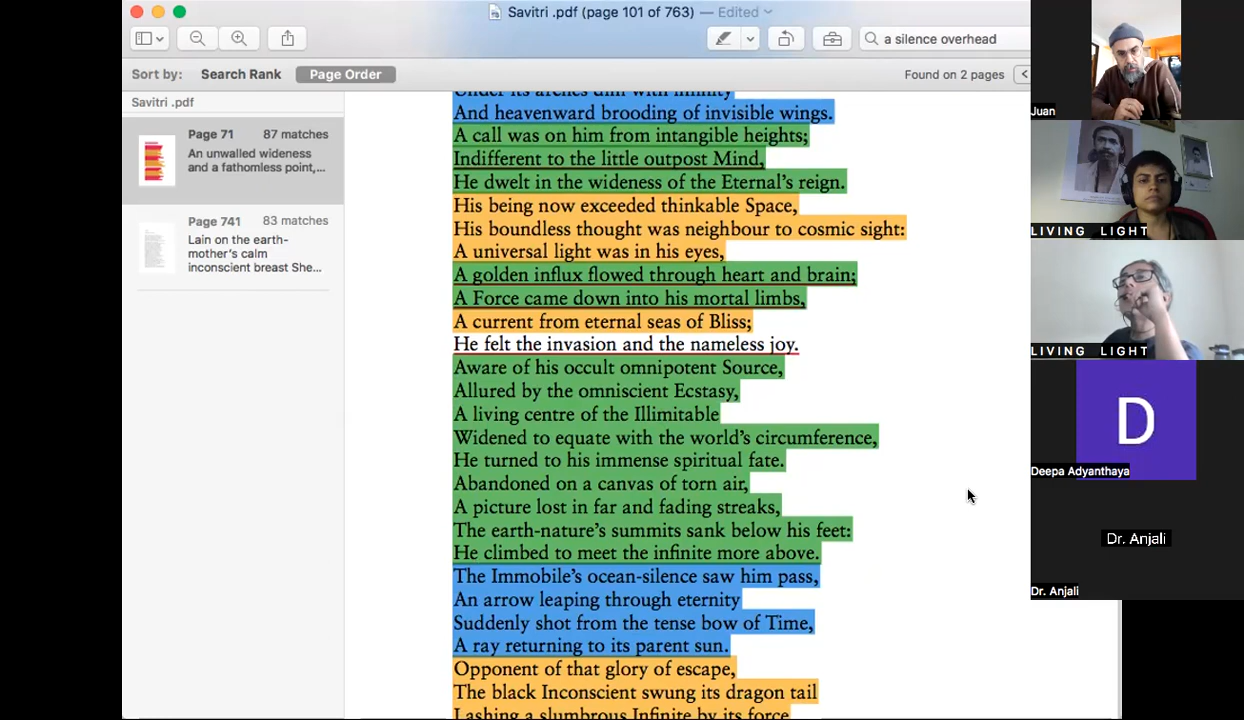 Savitri .pdf (page 101 of 763) — Edited
a silence overhead
Sort by: Search Rank Page Order
Found on 2 pages
Savitri .pdf
Page 71 87 matches
An unwalled wideness
and a fathomless point,...
Page 741 83 matches
Lain on the earth-
mother's calm
inconscient breast She...
Under its arches dim with infinity
And heavenward brooding of invisible wings.
A call was on him from intangible heights;
Indifferent to the little outpost Mind,
He dwelt in the wideness of the Eternal's reign.
His being now exceeded thinkable Space,
His boundless thought was neighbour to cosmic sight:
A universal light was in his eyes,
A golden influx flowed through heart and brain;
A Force came down into his mortal limbs,
A current from eternal seas of Bliss;
He felt the invasion and the nameless joy.
Aware of his occult omnipotent Source,
Allured by the omniscient Ecstasy,
A living centre of the Illimitable
Widened to equate with the world's circumference,
He turned to his immense spiritual fate.
Abandoned on a canvas of torn air,
A picture lost in far and fading streaks,
The earth-nature's summits sank below his feet:
He climbed to meet the infinite more above.
The Immobile's ocean-silence saw him pass,
An arrow leaping through eternity
Suddenly shot from the tense bow of Time,
A ray returning to its parent sun.
Opponent of that glory of escape,
The black Inconscient swung its dragon tail
Lashing a slumbrous Infinite by its force
Juan
LIVING LIGHT
LIVING LIGHT
D
Deepa Adyanthaya
Dr. Anjali
Dr. Anjali